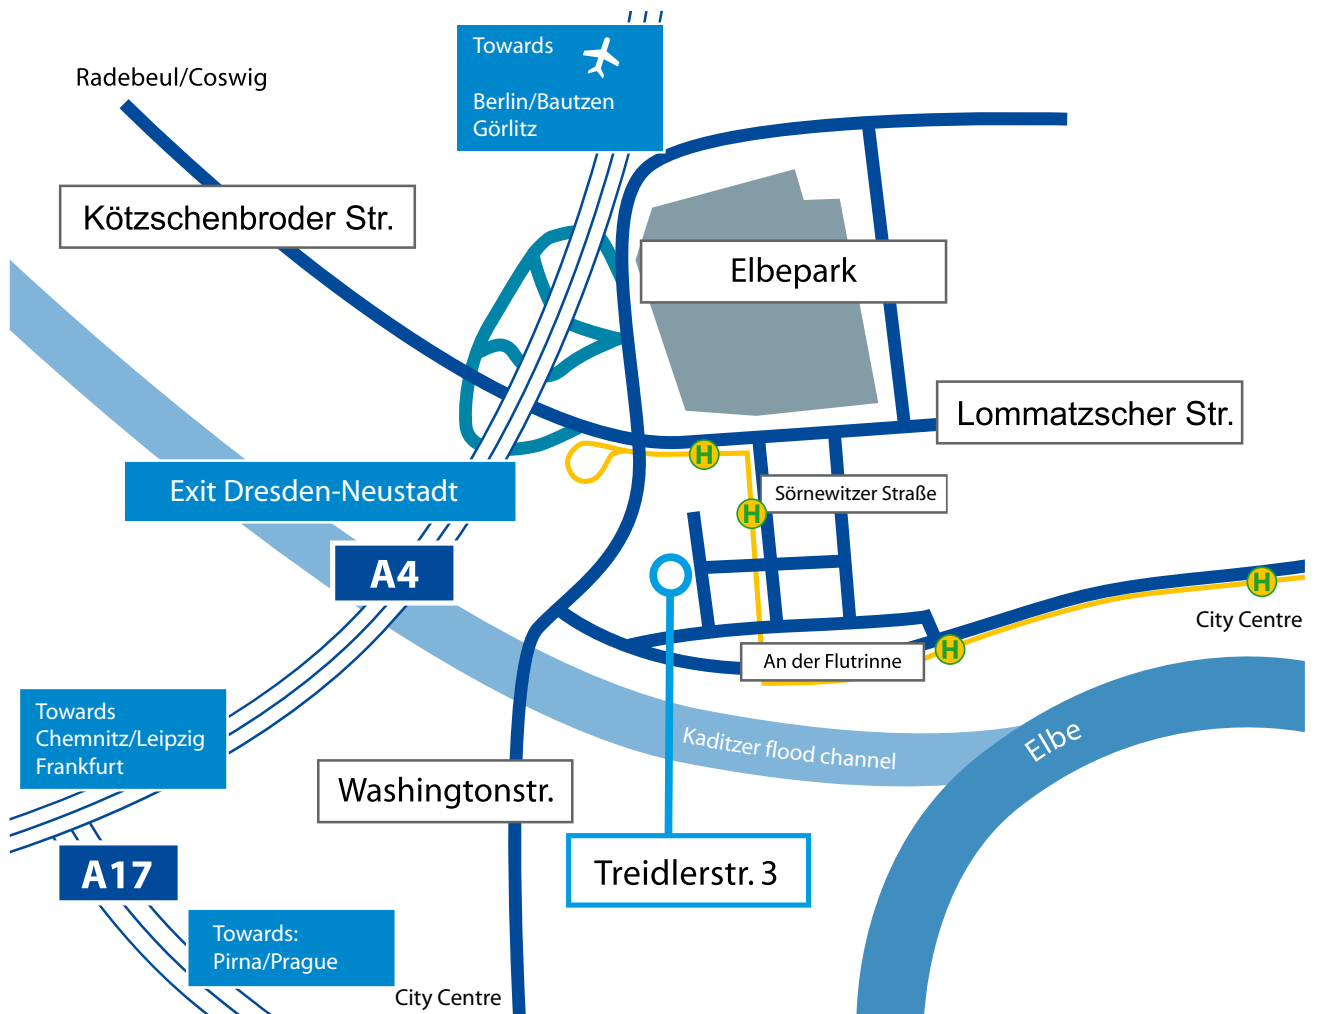 Towards
Berlin/Bautzen
Görlitz
Radebeul/Coswig
Kötzschenbroder Str.
Elbepark
Lommatzscher Str.
H
Exit Dresden-Neustadt
Sörnewitzer Straße
H
A4
H
City Centre
H
An der Flutrinne
Towards
Chemnitz/Leipzig
Frankfurt
Kaditzer flood channel
Elbe
Washingtonstr.
Treidlerstr. 3
A17
Towards:
Pirna/Prague
City Centre